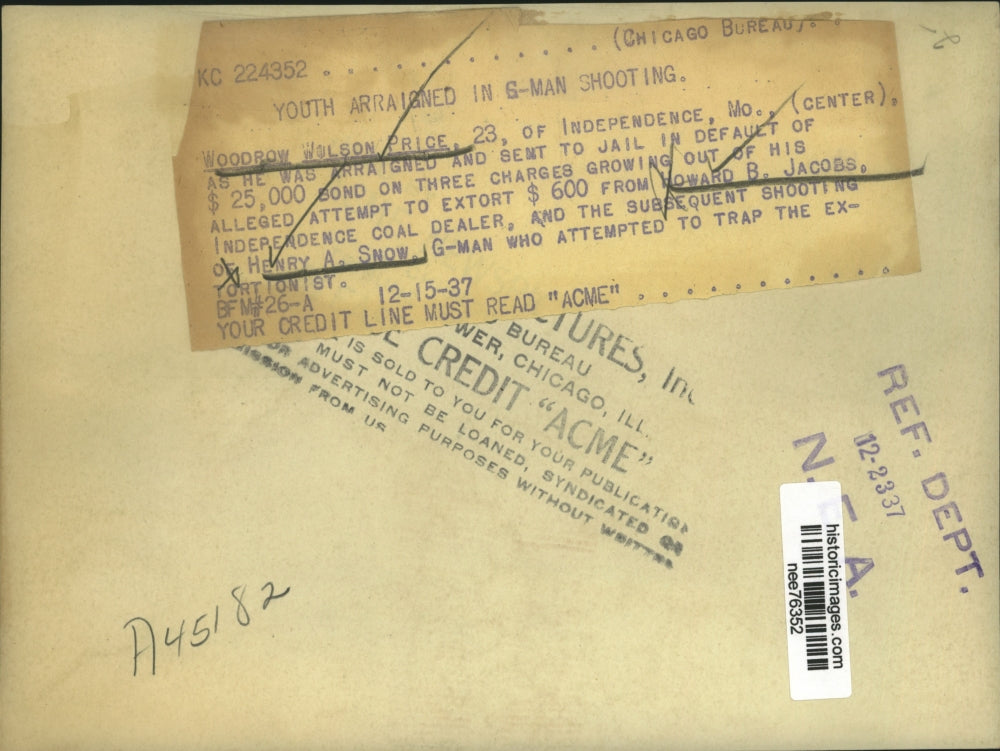 (CHICAGO BUREAU).
KC 224352 . . . . . . . . . . . .
YOUTH ARRAIGNED IN G-MAN SHOOTING.
WOODROW WILSON PRICE, 23, OF INDEPENDENCE, MO., (CENTER),
AS HE WAS ARRAIGNED AND SENT TO JAIL IN DEFAULT OF
$ 25,000 BOND ON THREE CHARGES GROWING OUT OF HIS
ALLEGED ATTEMPT TO EXTORT $ 600 FROM HOWARD B. JACOBS,
INDEPENDENCE COAL DEALER, AND THE SUBSEQUENT SHOOTING
OF HENRY A. SNOW, G-MAN WHO ATTEMPTED TO TRAP THE EX-
TORTIONIST.
BFM#26-A 12-15-37
YOUR CREDIT LINE MUST READ "ACME" . . . . . . . . . . .
TURES, Inc
BUREAU
WER, CHICAGO, ILL.
E CREDIT "ACME"
IS SOLD TO YOU FOR YOUR PUBLICATION
MUST NOT BE LOANED, SYNDICATED OR
OR ADVERTISING PURPOSES WITHOUT WRITTEN
MISSION FROM US
REF. DEPT.
12-2337
N. E. A.
historicimages.com
nee76352
A45182